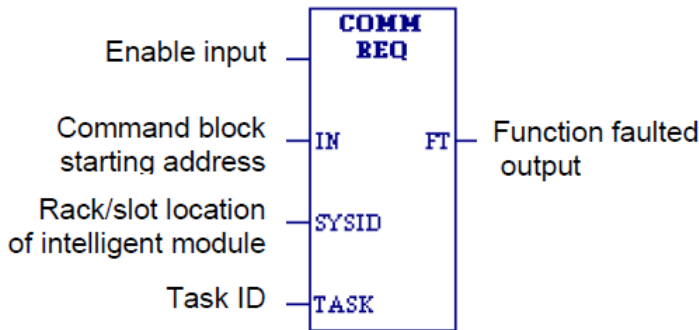 COMM
REQ
Enable input
Command block
starting address
IN
FT
Function faulted
output
Rack/slot location
of intelligent module
SYSID
Task ID
TASK